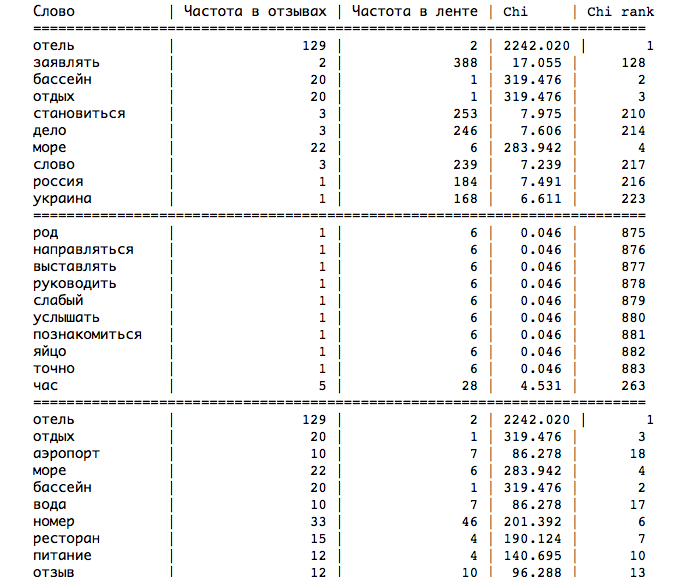 Слово | Частота в отзывах | Частота в ленте | Chi | Chi rank
=========================================================================
отель | 129 | 2 | 2242.020 | 1
заявлять | 2 | 388 | 17.055 | 128
бассейн | 20 | 1 | 319.476 | 2
отдых | 20 | 1 | 319.476 | 3
становиться | 3 | 253 | 7.975 | 210
дело | 3 | 246 | 7.606 | 214
море | 22 | 6 | 283.942 | 4
слово | 3 | 239 | 7.239 | 217
россия | 1 | 184 | 7.491 | 216
украина | 1 | 168 | 6.611 | 223
=========================================================================
род | 1 | 6 | 0.046 | 875
направляться | 1 | 6 | 0.046 | 876
выставлять | 1 | 6 | 0.046 | 877
руководить | 1 | 6 | 0.046 | 878
слабый | 1 | 6 | 0.046 | 879
услышать | 1 | 6 | 0.046 | 880
познакомиться | 1 | 6 | 0.046 | 881
яйцо | 1 | 6 | 0.046 | 882
точно | 1 | 6 | 0.046 | 883
час | 5 | 28 | 4.531 | 263
=========================================================================
отель | 129 | 2 | 2242.020 | 1
отдых | 20 | 1 | 319.476 | 3
аэропорт | 10 | 7 | 86.278 | 18
море | 22 | 6 | 283.942 | 4
бассейн | 20 | 1 | 319.476 | 2
вода | 10 | 7 | 86.278 | 17
номер | 33 | 46 | 201.392 | 6
ресторан | 15 | 4 | 190.124 | 7
питание | 12 | 4 | 140.695 | 10
отзыв | 12 | 10 | 96.288 | 13